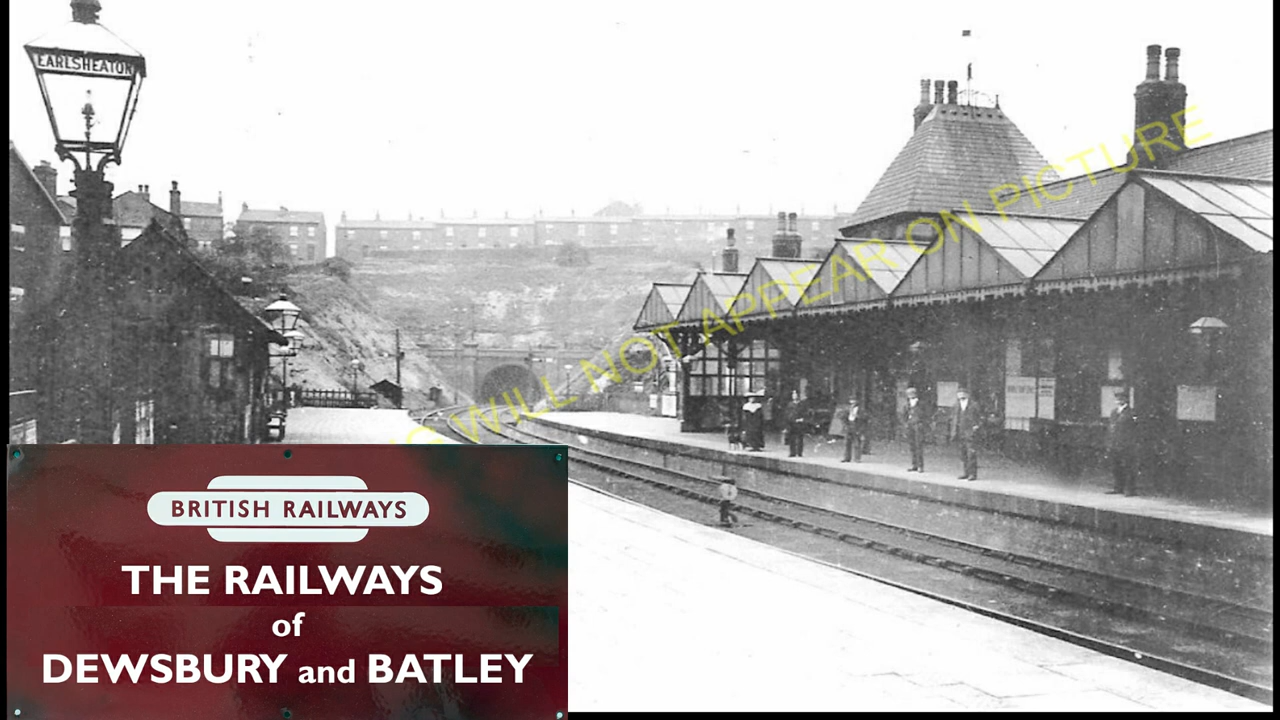 EARLSHEATON
WILL NOT APPEAR ON PICTURE
BRITISH RAILWAYS
THE RAILWAYS
of
DEWSBURY and BATLEY